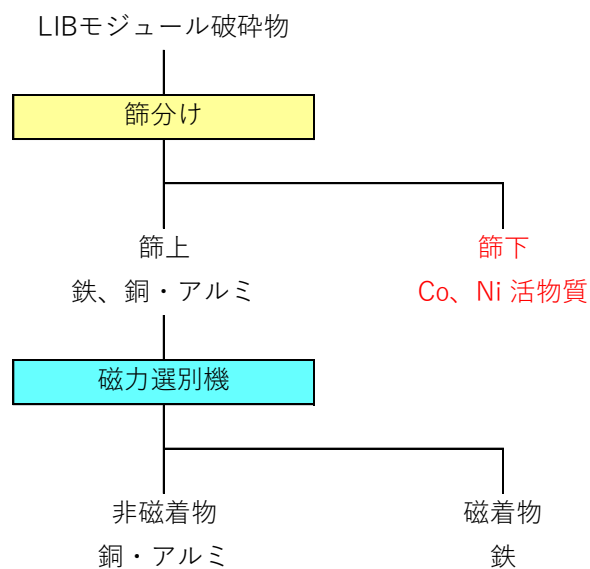 LIBモジュール破砕物
篩分け
篩上
鉄、銅・アルミ
篩下
Co、Ni 活物質
磁力選別機
非磁着物
銅・アルミ
磁着物
鉄